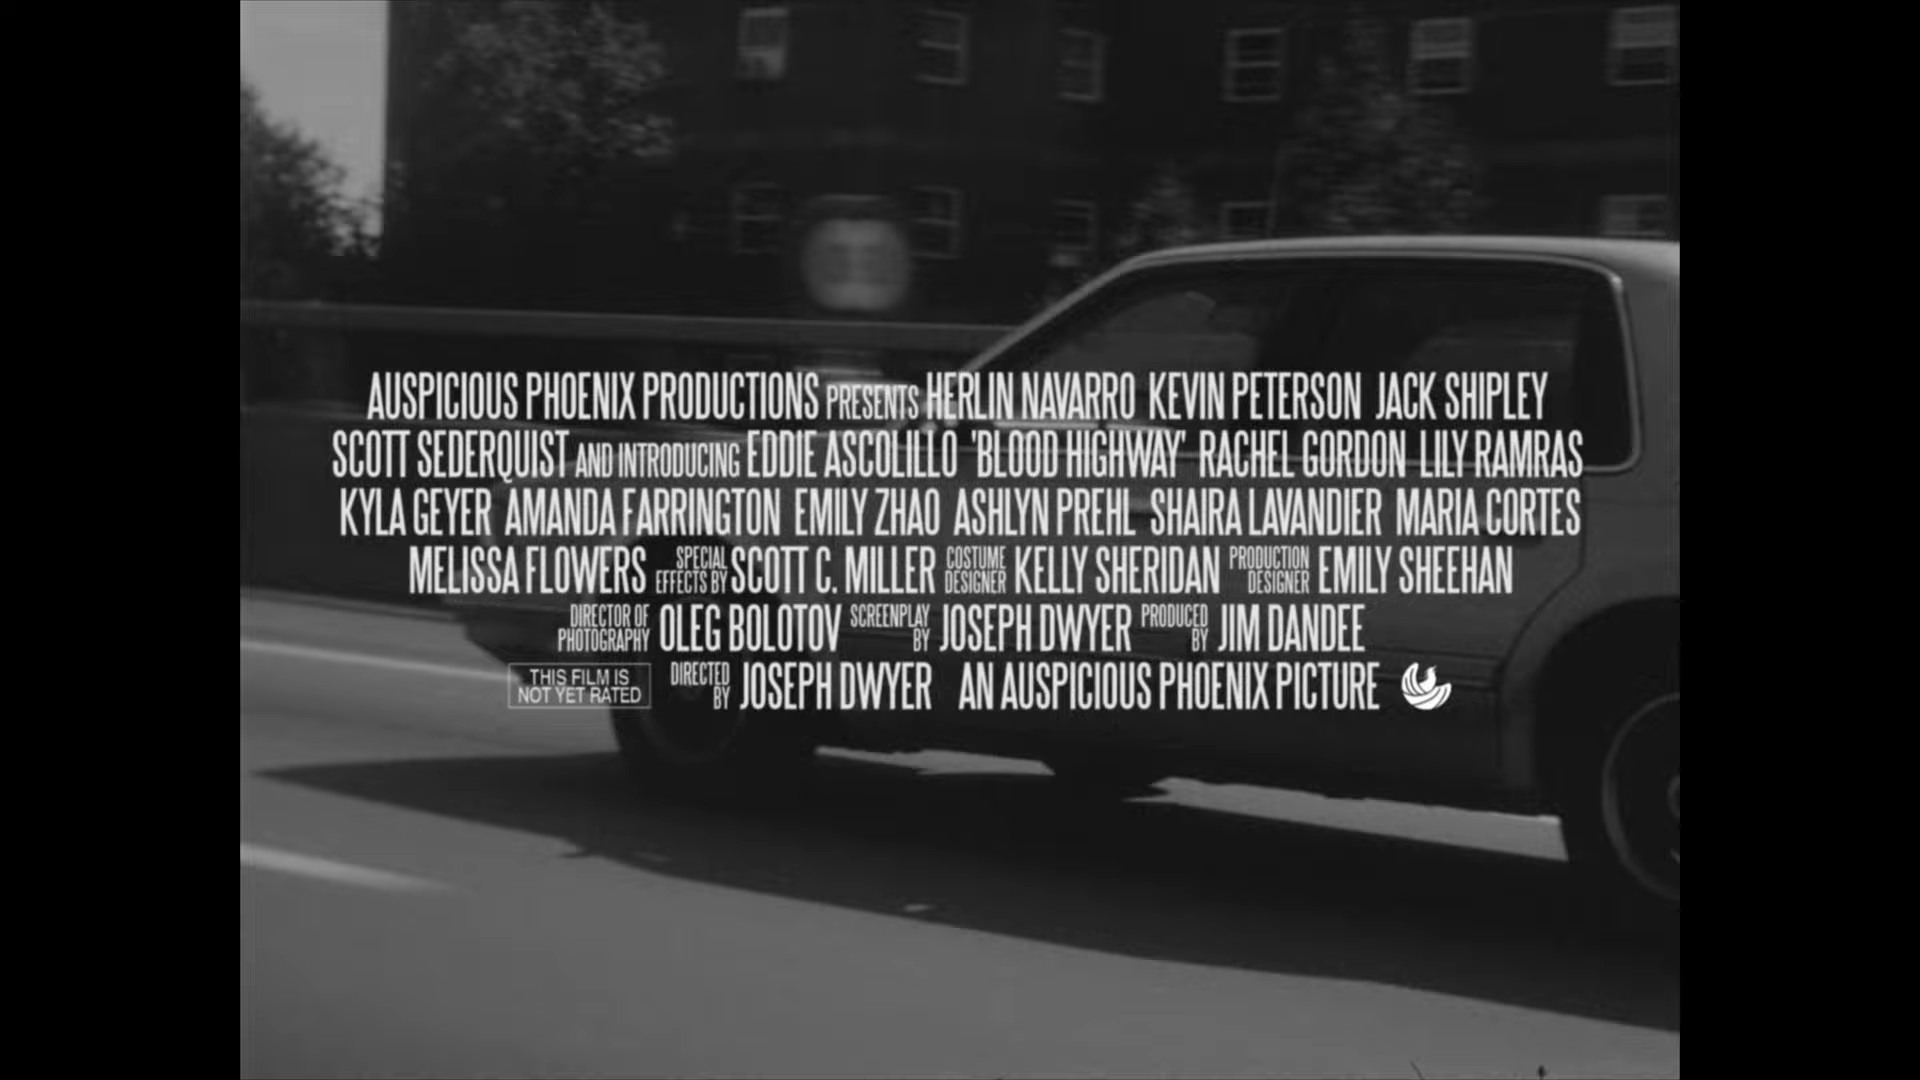 AUSPICIOUS PHOENIX PRODUCTIONS PRESENTS HERLIN NAVARRO KEVIN PETERSON JACK SHIPLEY
SCOTT SEDERQUIST AND INTRODUCING EDDIE ASCOLILLO 'BLOOD HIGHWAY' RACHEL GORDON LILY RAMRAS
KYLA GEYER AMANDA FARRINGTON EMILY ZHAO ASHLYN PREHL SHAIRA LAVANDIER MARIA CORTES
MELISSA FLOWERS SPECIAL EFFECTS BY SCOTT C. MILLER COSTUME DESIGNER KELLY SHERIDAN PRODUCTION DESIGNER EMILY SHEEHAN
DIRECTOR OF PHOTOGRAPHY OLEG BOLOTOV SCREENPLAY BY JOSEPH DWYER PRODUCED BY JIM DANDEE
THIS FILM IS NOT YET RATED DIRECTED BY JOSEPH DWYER AN AUSPICIOUS PHOENIX PICTURE